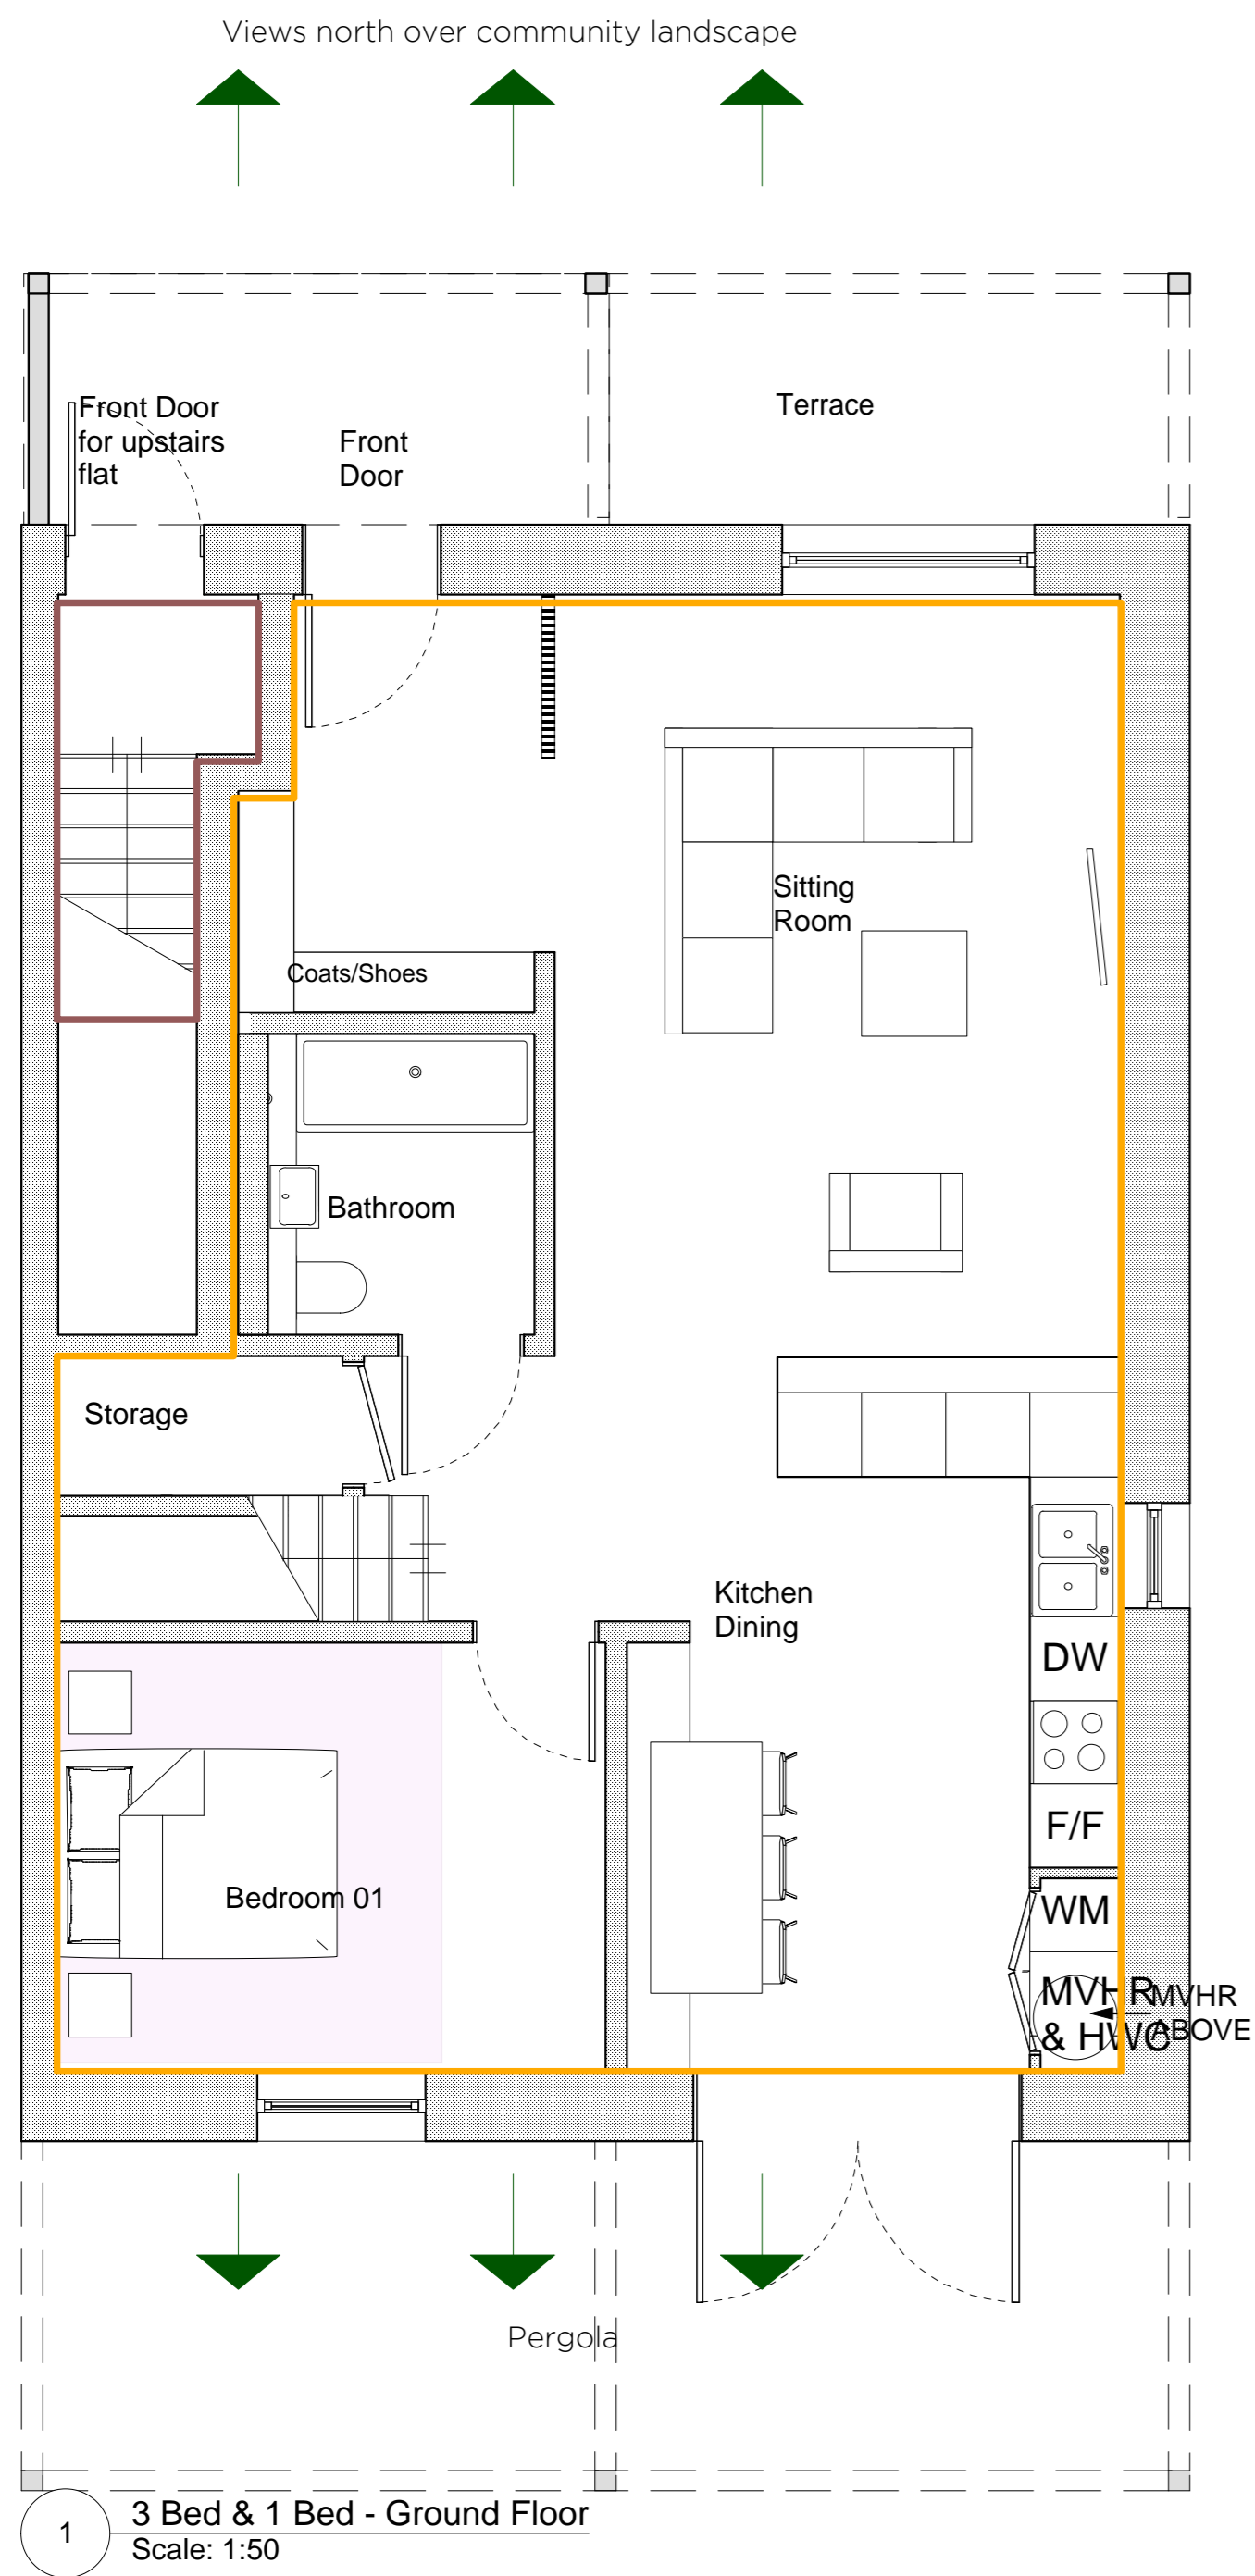 Views north over community landscape
Front Door
for upstairs
flat
Front
Door
Terrace
Sitting
Room
Coats/Shoes
Bathroom
Storage
Kitchen
Dining
DW
F/F
Bedroom 01
WM
MVHR
& HWC
MVHR
ABOVE
Pergola
1
3 Bed & 1 Bed - Ground Floor
Scale: 1:50